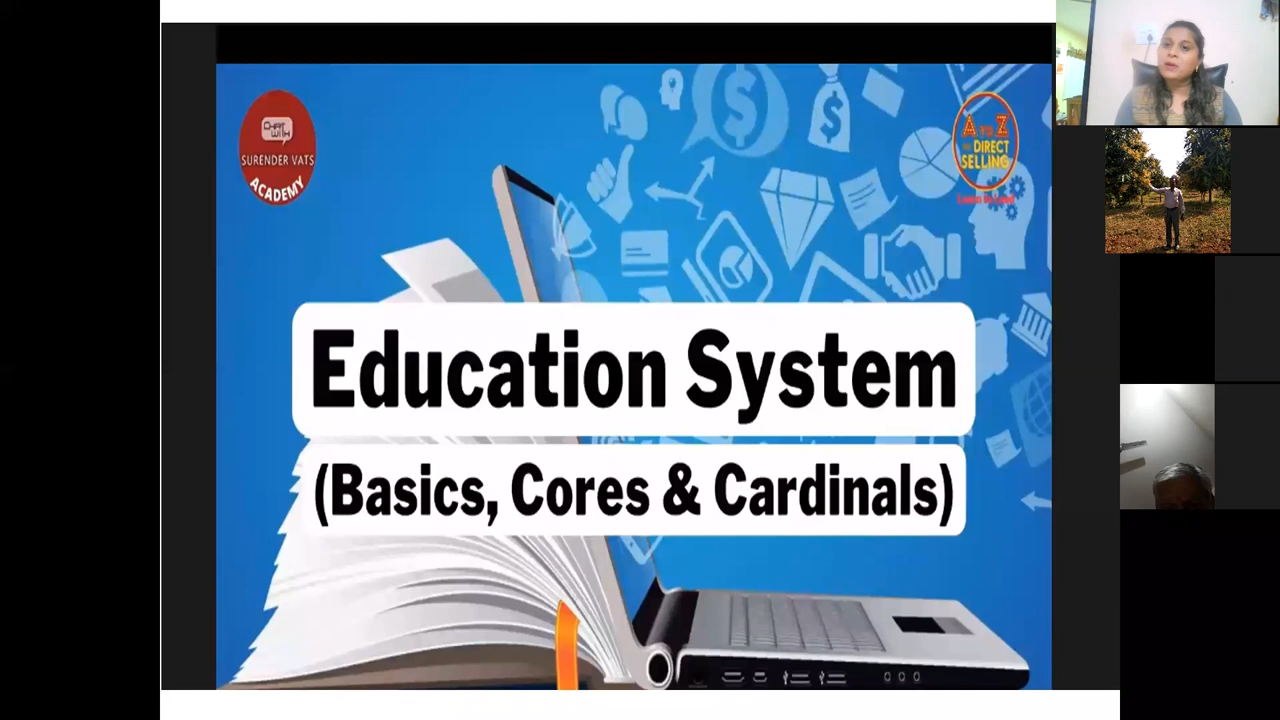 CHAT
WITH
SURENDER VATS
ACADEMY
A TO Z
DIRECT
SELLING
Education System
(Basics, Cores & Cardinals)